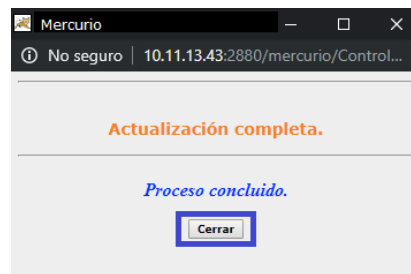 Mercurio
No seguro | 10.11.13.43:2880/mercurio/Control...
Actualización completa.
Proceso concluido.
Cerrar